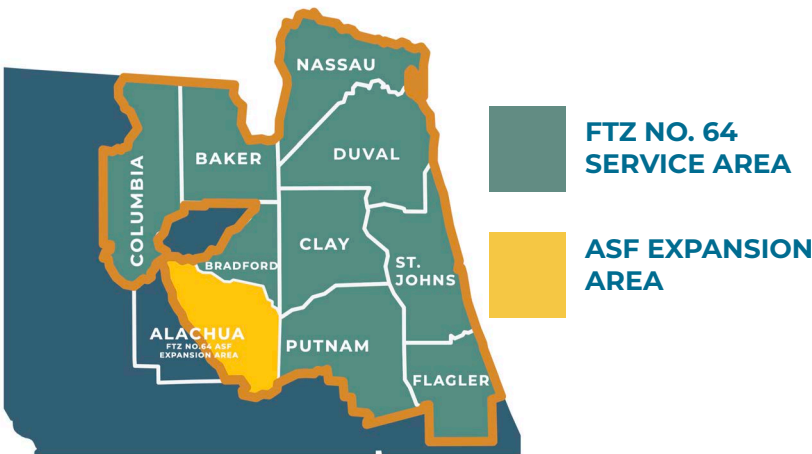 NASSAU
DUVAL
BAKER
COLUMBIA
CLAY
BRADFORD
ST.
JOHNS
ALACHUA
FTZ NO.64 ASF
EXPANSION AREA
PUTNAM
FLAGLER
FTZ NO. 64
SERVICE AREA
ASF EXPANSION
AREA